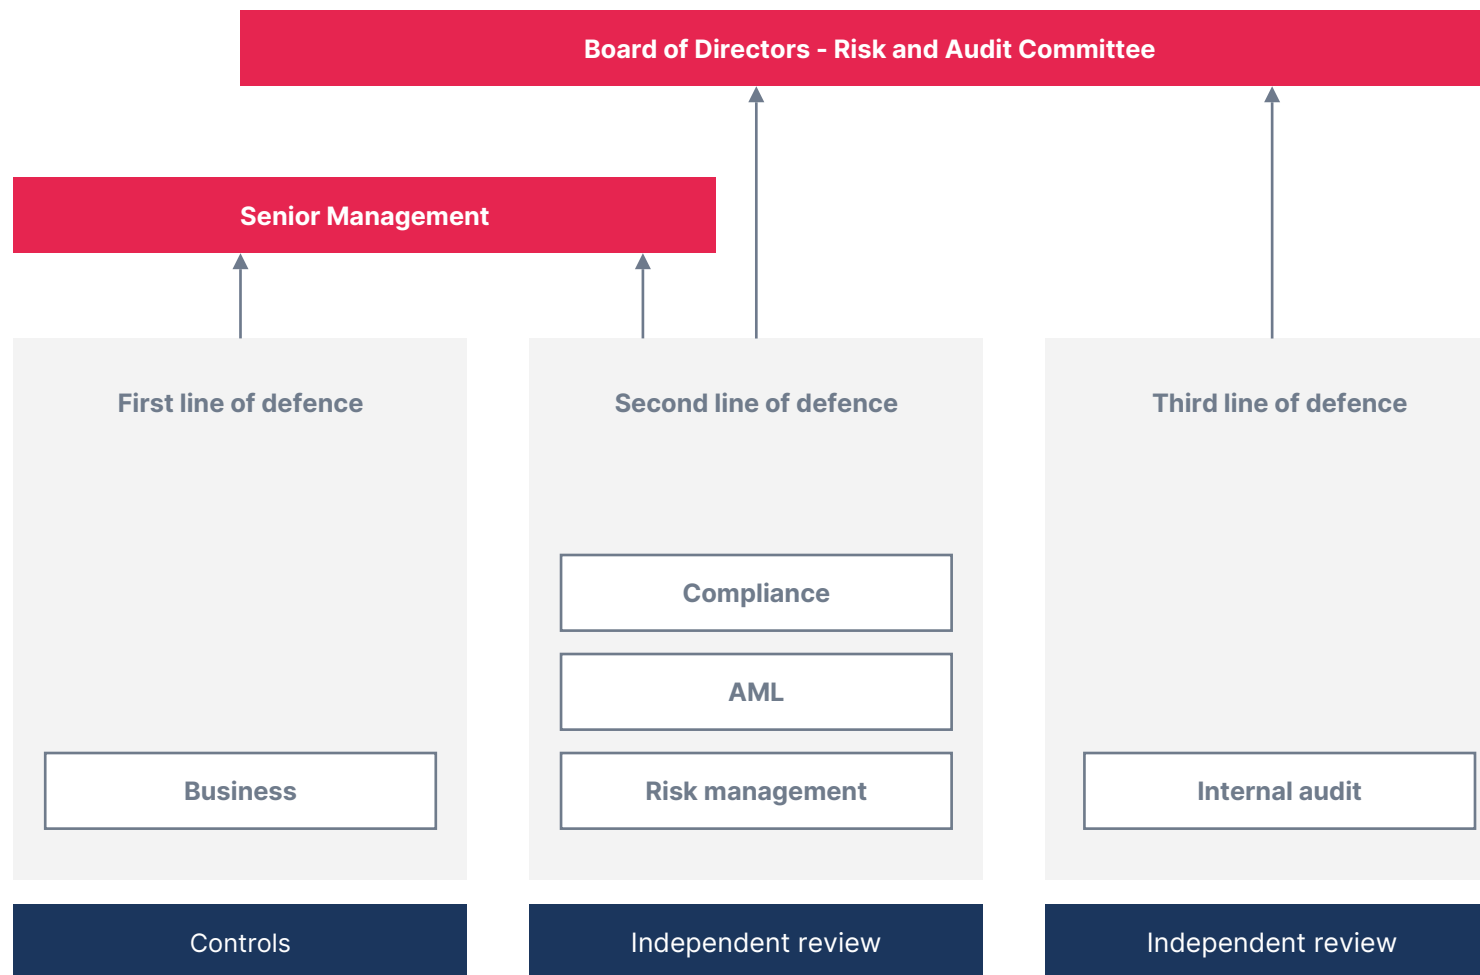 Board of Directors - Risk and Audit Committee
Senior Management
First line of defence
Second line of defence
Third line of defence
Compliance
AML
Business
Risk management
Internal audit
Controls
Independent review
Independent review